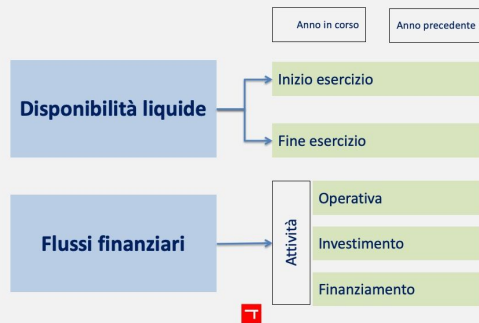 Anno in corso
Anno precedente
Disponibilità liquide
Inizio esercizio
Fine esercizio
Flussi finanziari
Attività
Operativa
Investimento
Finanziamento